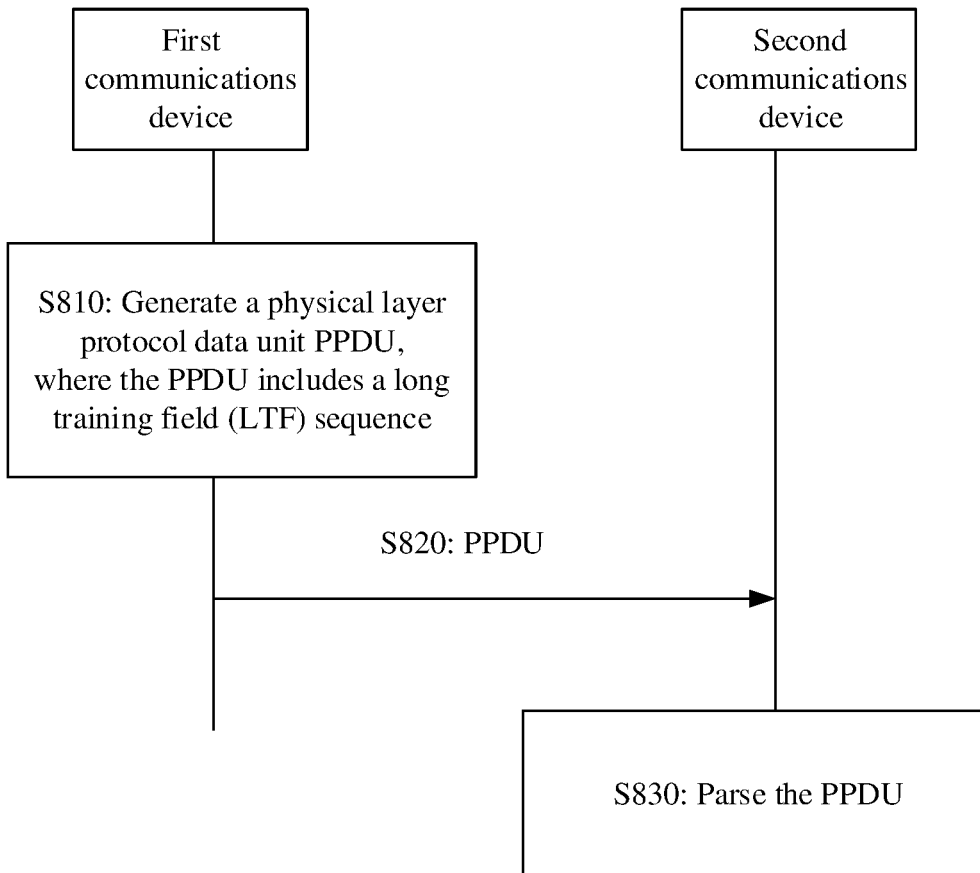 First
communications
device
Second
communications
device
S810: Generate a physical layer
protocol data unit PPDU,
where the PPDU includes a long
training field (LTF) sequence
S820: PPDU
S830: Parse the PPDU